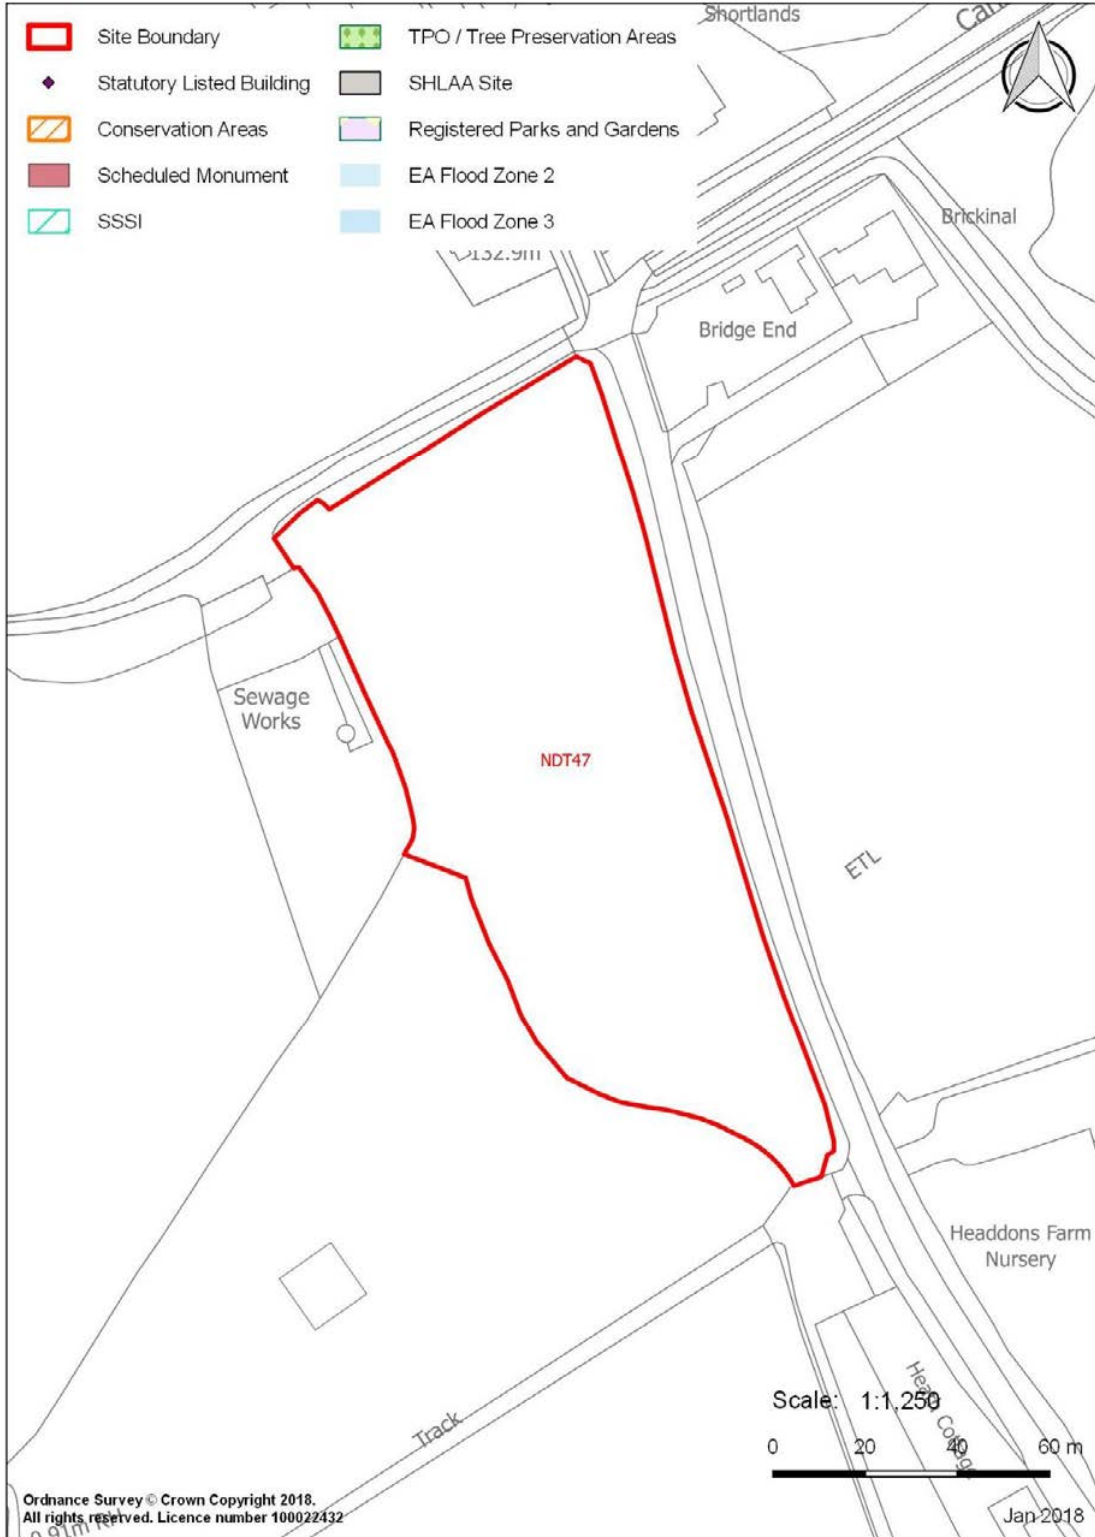 Site Boundary
Statutory Listed Building
Conservation Areas
Scheduled Monument
SSSI
TPO / Tree Preservation Areas
SHLAA Site
Registered Parks and Gardens
EA Flood Zone 2
EA Flood Zone 3
Shortlands
132.9m
Brickinal
Bridge End
Sewage
Works
NDT47
ETL
Headdons Farm
Nursery
Track
Scale: 1:1,250
0 20 40 60 m
Ordnance Survey © Crown Copyright 2018.
All rights reserved. Licence number 100022432
Jan 2018